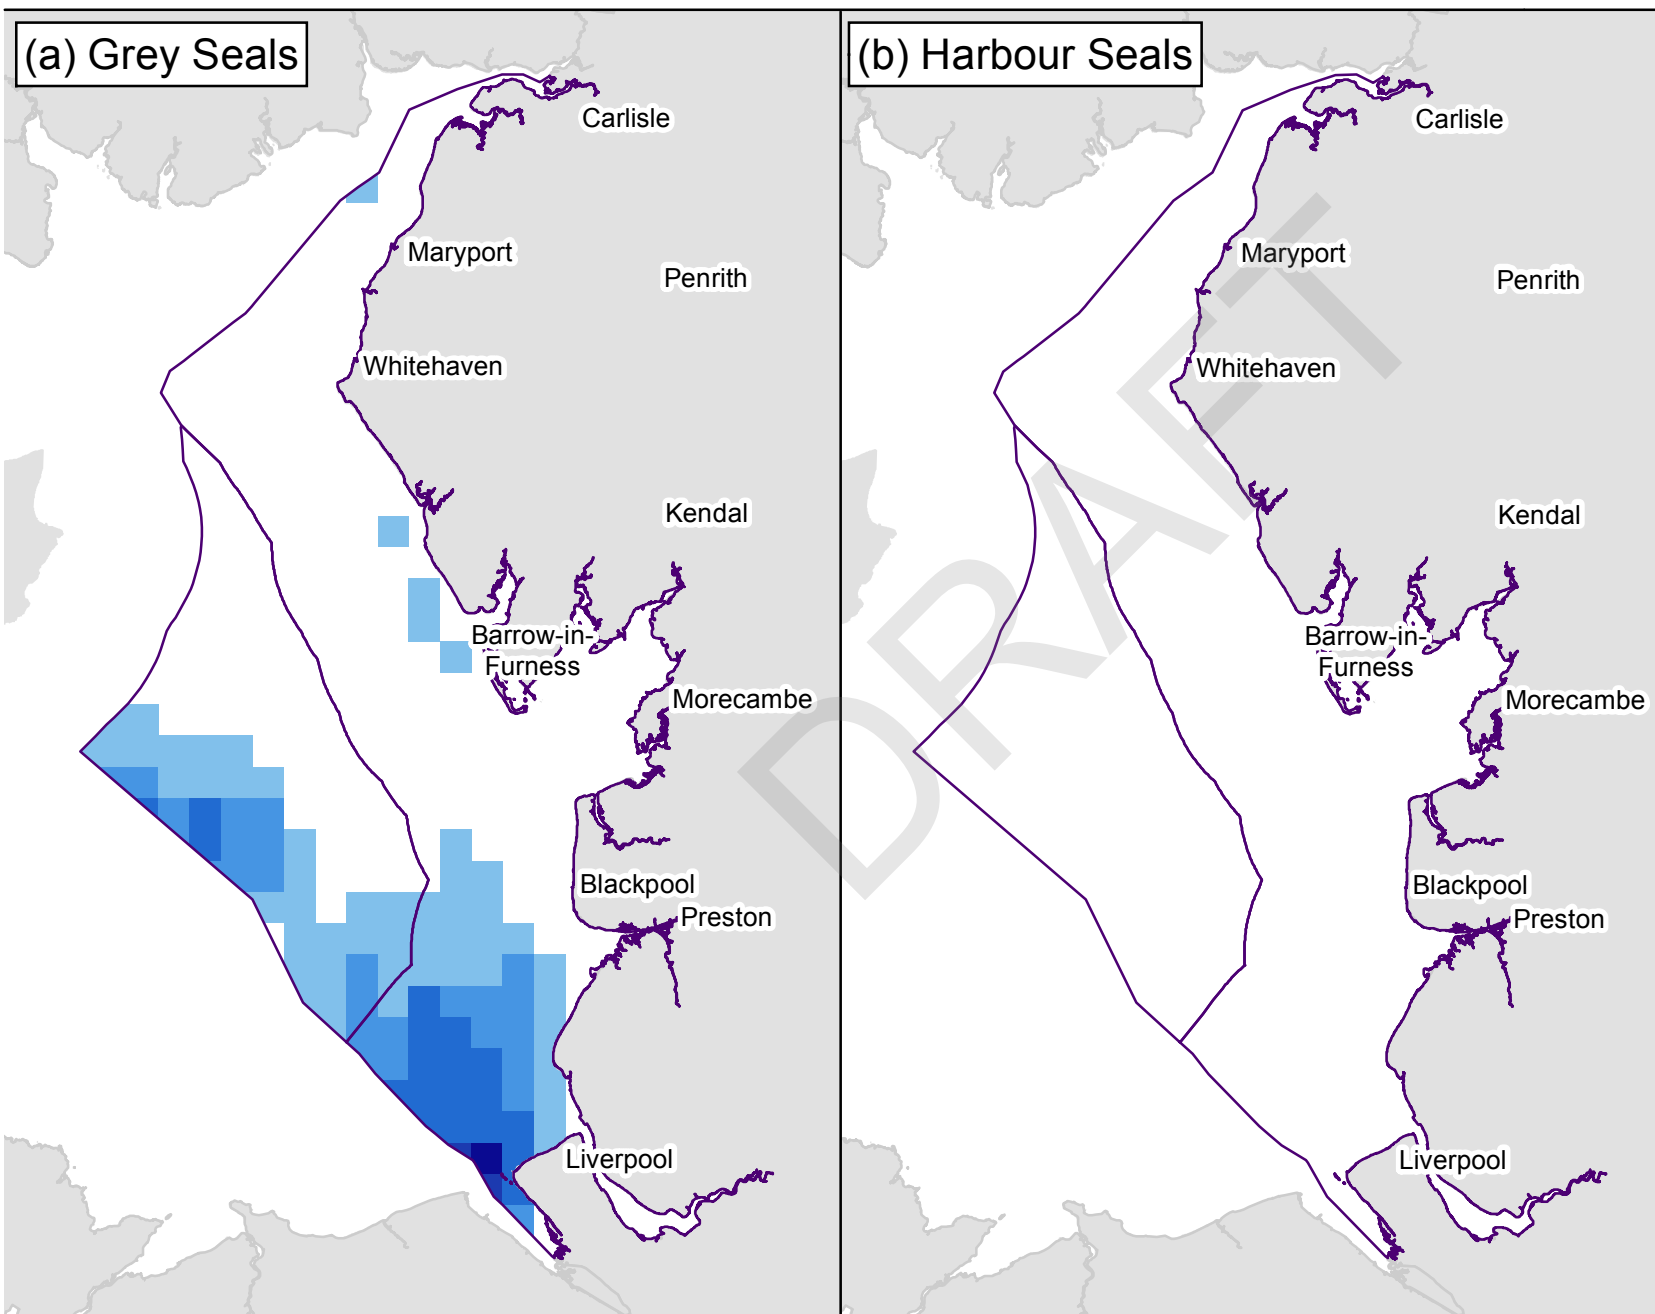 (a) Grey Seals
Carlisle
Maryport
Penrith
Whitehaven
Kendal
Barrow-in-
Furness
Morecambe
Blackpool
Preston
Liverpool
(b) Harbour Seals
Carlisle
Maryport
Penrith
Whitehaven
Kendal
Barrow-in-
Furness
Morecambe
Blackpool
Preston
Liverpool
DRAFT